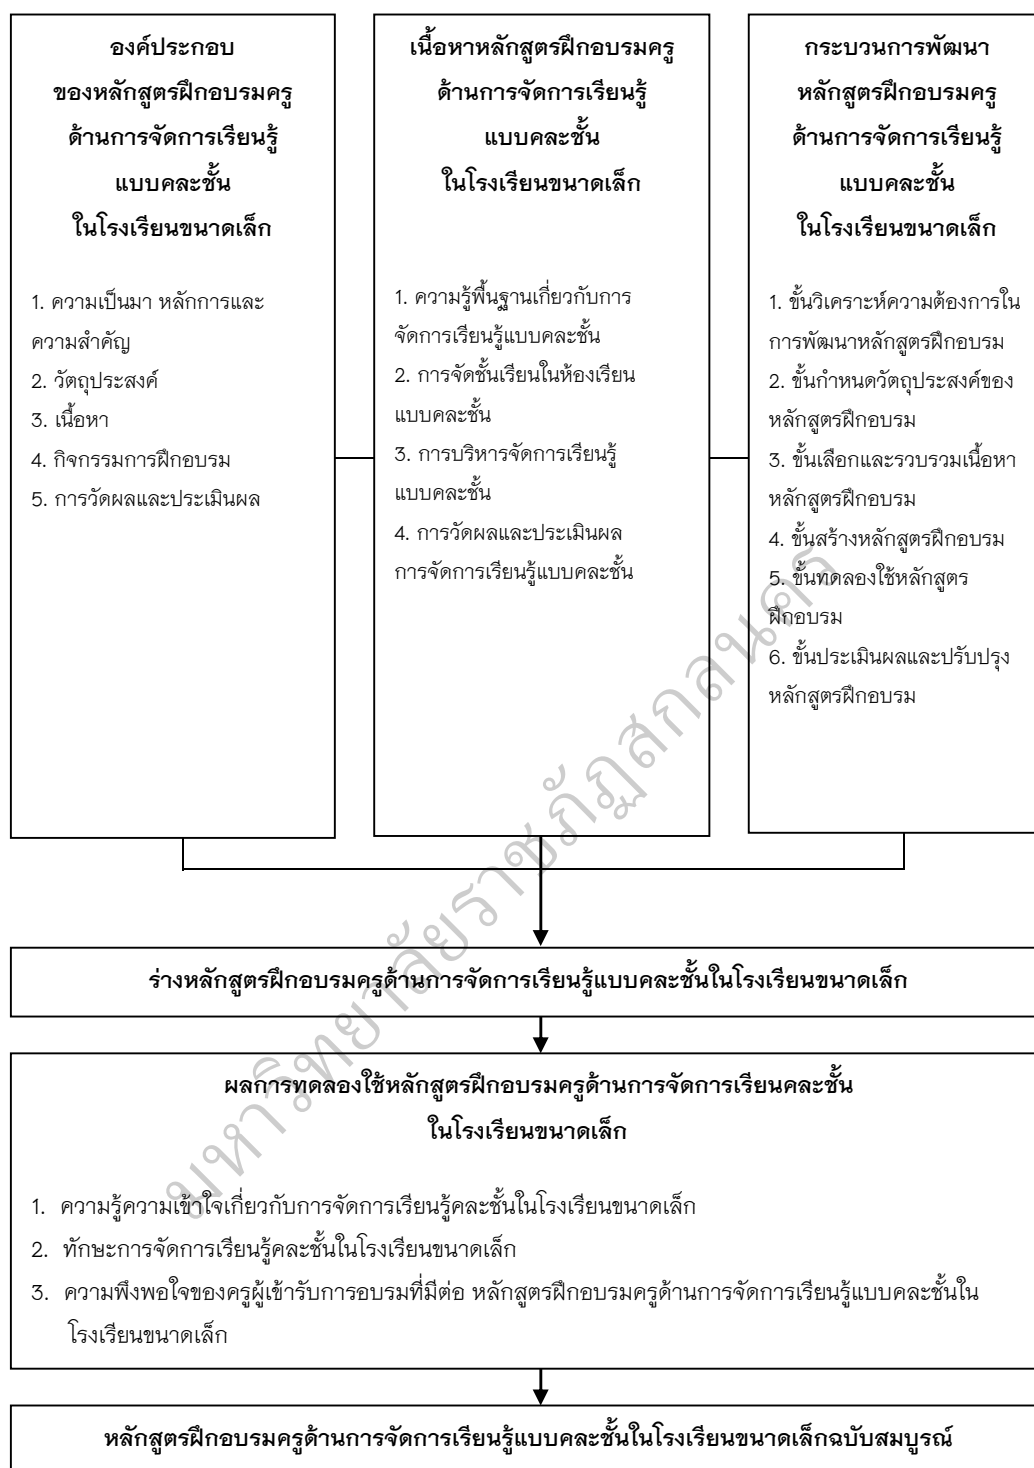 องค์ประกอบ
ของหลักสูตรฝึกอบรมครู
ด้านการจัดการเรียนรู้
แบบคละชั้น
ในโรงเรียนขนาดเล็ก
1. ความเป็นมา หลักการและ
ความสำคัญ
2. วัตถุประสงค์
3. เนื้อหา
4. กิจกรรมการฝึกอบรม
5. การวัดผลและประเมินผล
เนื้อหาหลักสูตรฝึกอบรมครู
ด้านการจัดการเรียนรู้
แบบคละชั้น
ในโรงเรียนขนาดเล็ก
1. ความรู้พื้นฐานเกี่ยวกับการ
จัดการเรียนรู้แบบคละชั้น
2. การจัดชั้นเรียนในห้องเรียน
แบบคละชั้น
3. การบริหารจัดการเรียนรู้
แบบคละชั้น
4. การวัดผลและประเมินผล
การจัดการเรียนรู้แบบคละชั้น
กระบวนการพัฒนา
หลักสูตรฝึกอบรมครู
ด้านการจัดการเรียนรู้
แบบคละชั้น
ในโรงเรียนขนาดเล็ก
1. ขั้นวิเคราะห์ความต้องการใน
การพัฒนาหลักสูตรฝึกอบรม
2. ขั้นกำหนดวัตถุประสงค์ของ
หลักสูตรฝึกอบรม
3. ขั้นเลือกและรวบรวมเนื้อหา
หลักสูตรฝึกอบรม
4. ขั้นสร้างหลักสูตรฝึกอบรม
5. ขั้นทดลองใช้หลักสูตร
ฝึกอบรม
6. ขั้นประเมินผลและปรับปรุง
หลักสูตรฝึกอบรม
ร่างหลักสูตรฝึกอบรมครูด้านการจัดการเรียนรู้แบบคละชั้นในโรงเรียนขนาดเล็ก
ผลการทดลองใช้หลักสูตรฝึกอบรมครูด้านการจัดการเรียนคละชั้น
ในโรงเรียนขนาดเล็ก
1. ความรู้ความเข้าใจเกี่ยวกับการจัดการเรียนรู้คละชั้นในโรงเรียนขนาดเล็ก
2. ทักษะการจัดการเรียนรู้คละชั้นในโรงเรียนขนาดเล็ก
3. ความพึงพอใจของครูผู้เข้ารับการอบรมที่มีต่อ หลักสูตรฝึกอบรมครูด้านการจัดการเรียนรู้แบบคละชั้นใน
โรงเรียนขนาดเล็ก
หลักสูตรฝึกอบรมครูด้านการจัดการเรียนรู้แบบคละชั้นในโรงเรียนขนาดเล็กฉบับสมบูรณ์
มหาวิทยาลัยราชภัฏสกลนคร